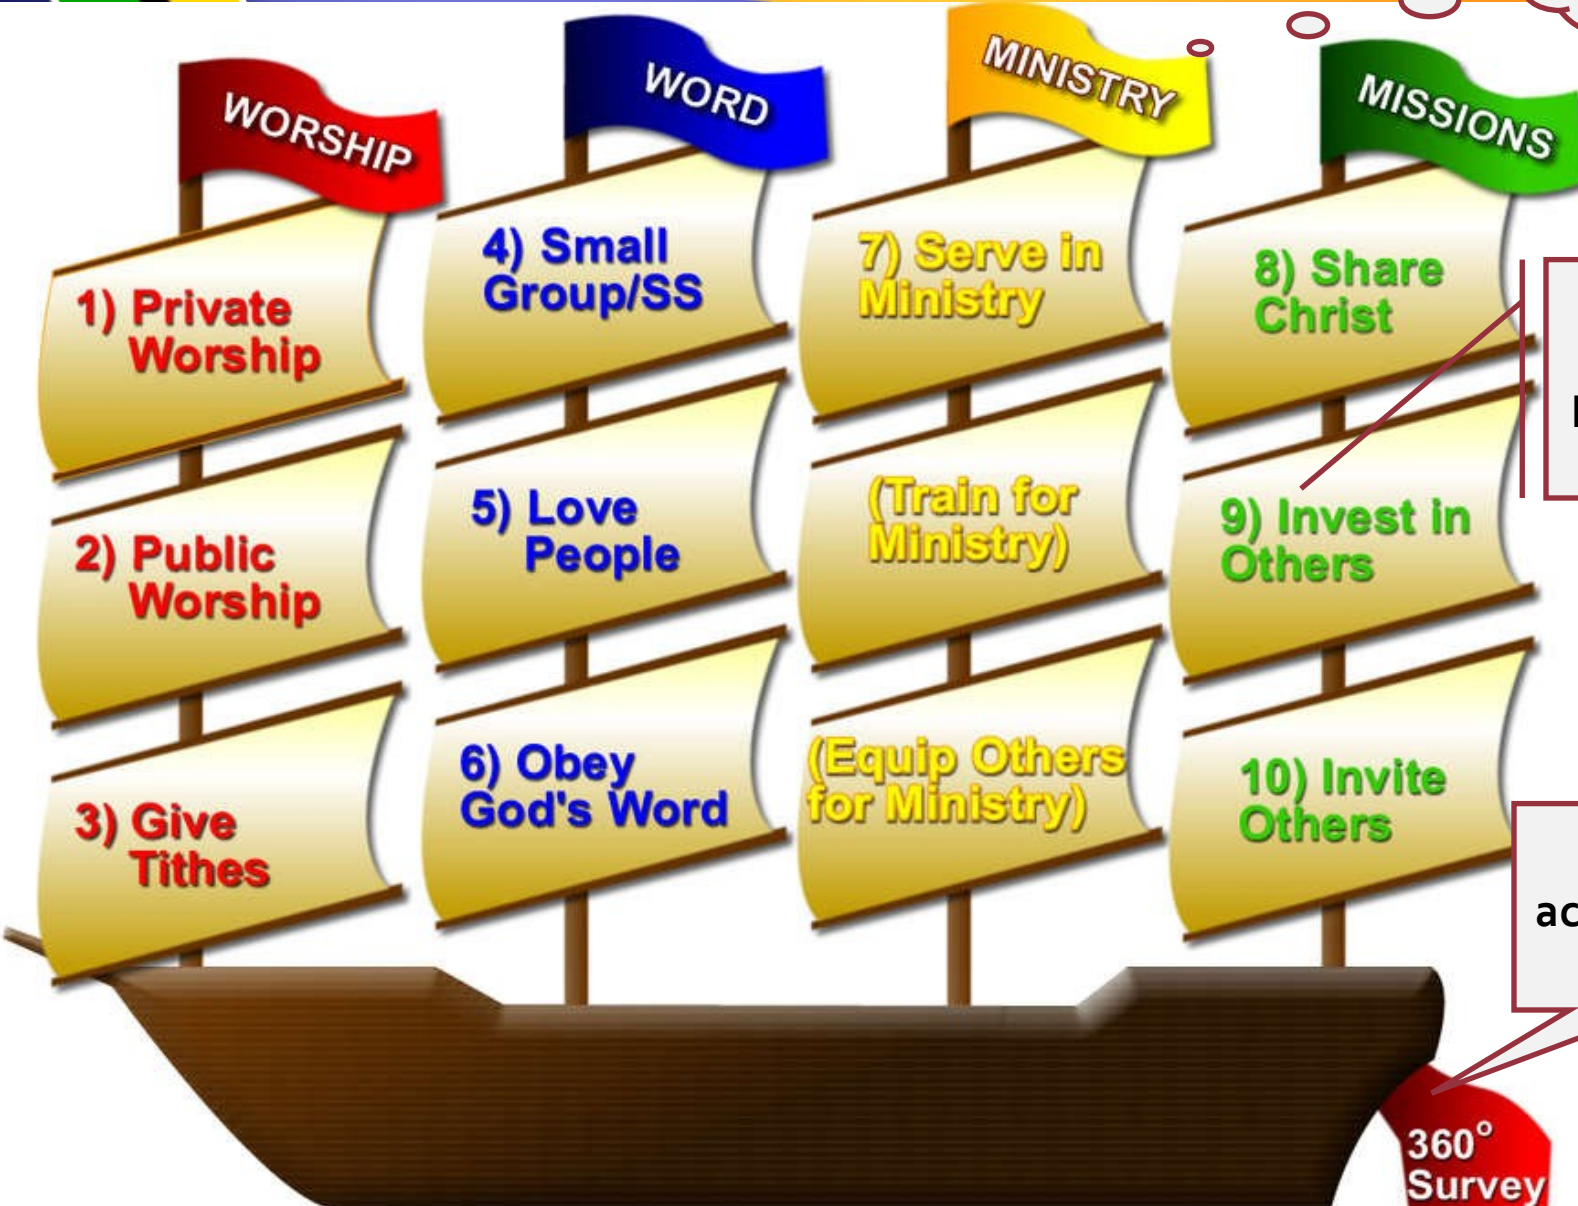 WORSHIP
WORD
MINISTRY
MISSIONS
1) Private
Worship
2) Public
Worship
3) Give
Tithes
4) Small
Group/SS
5) Love
People
6) Obey
God's Word
7) Serve in
Ministry
(Train for
Ministry)
(Equip Others
for Ministry)
8) Share
Christ
9) Invest in
Others
10) Invite
Others
360°
Survey